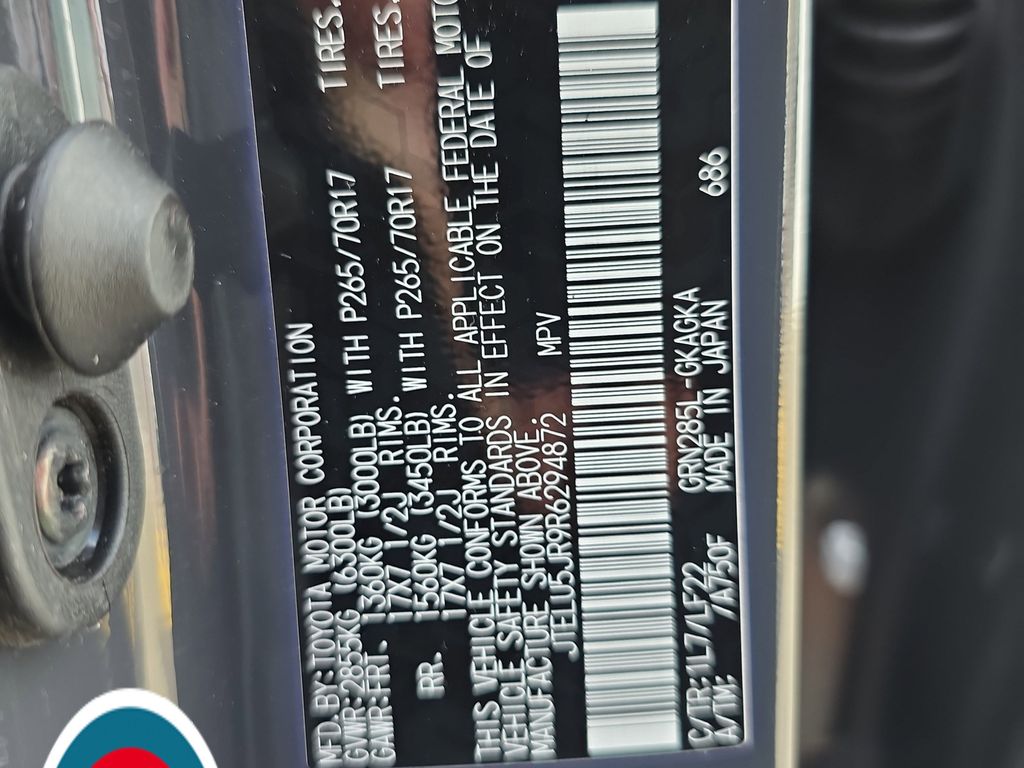 MFD.BY:TOYOTA MOTOR CORPORATION
GVWR:2855KG (6300LB)
GAWR:FRT. 1360KG (3000LB) WITH P265/70R17 TIRES.
17X7 1/2J RIMS.
RR. 1560KG (3450LB) WITH P265/70R17 TIRES.
17X7 1/2J RIMS.
THIS VEHICLE CONFORMS TO ALL APPLICABLE FEDERAL MOTO
VEHICLE SAFETY STANDARDS IN EFFECT ON THE DATE OF
MANUFACTURE SHOWN ABOVE.
JTELU5JR9R6294872 MPV
C/TR:1L7/LF22 GRN285L-GKAGKA 686
A/TM: /A750F MADE IN JAPAN